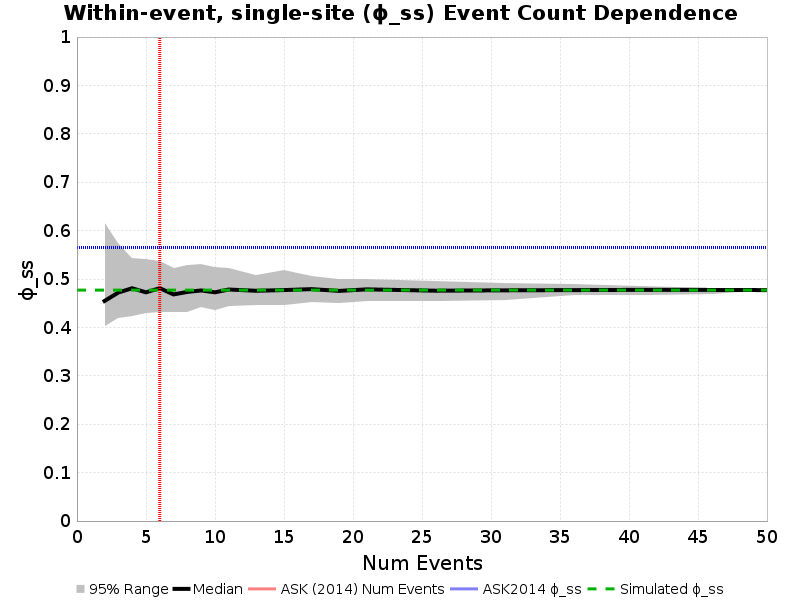 Within-event, single-site (ϕ_ss) Event Count Dependence
1
0.9
0.8
0.7
0.6
0.5
0.4
0.3
0.2
0.1
0
ϕ_ss
0 5 10 15 20 25 30 35 40 45 50
Num Events
95% Range Median ASK (2014) Num Events ASK2014 ϕ_ss Simulated ϕ_ss